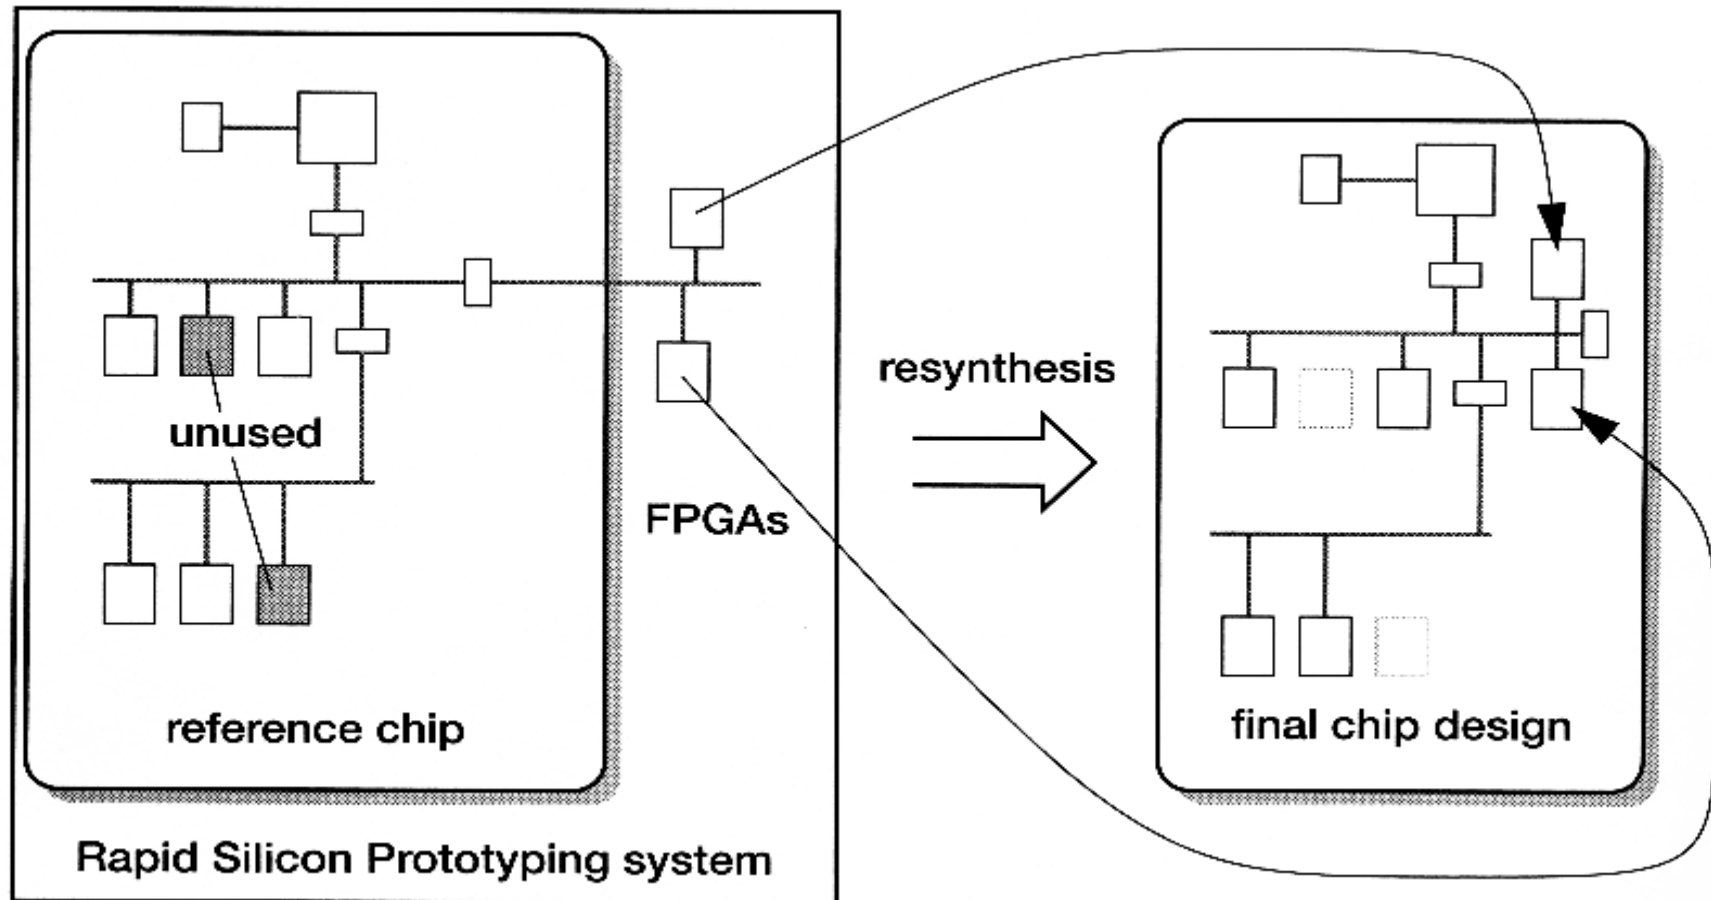 unused
resynthesis
FPGAs
reference chip
final chip design
Rapid Silicon Prototyping system